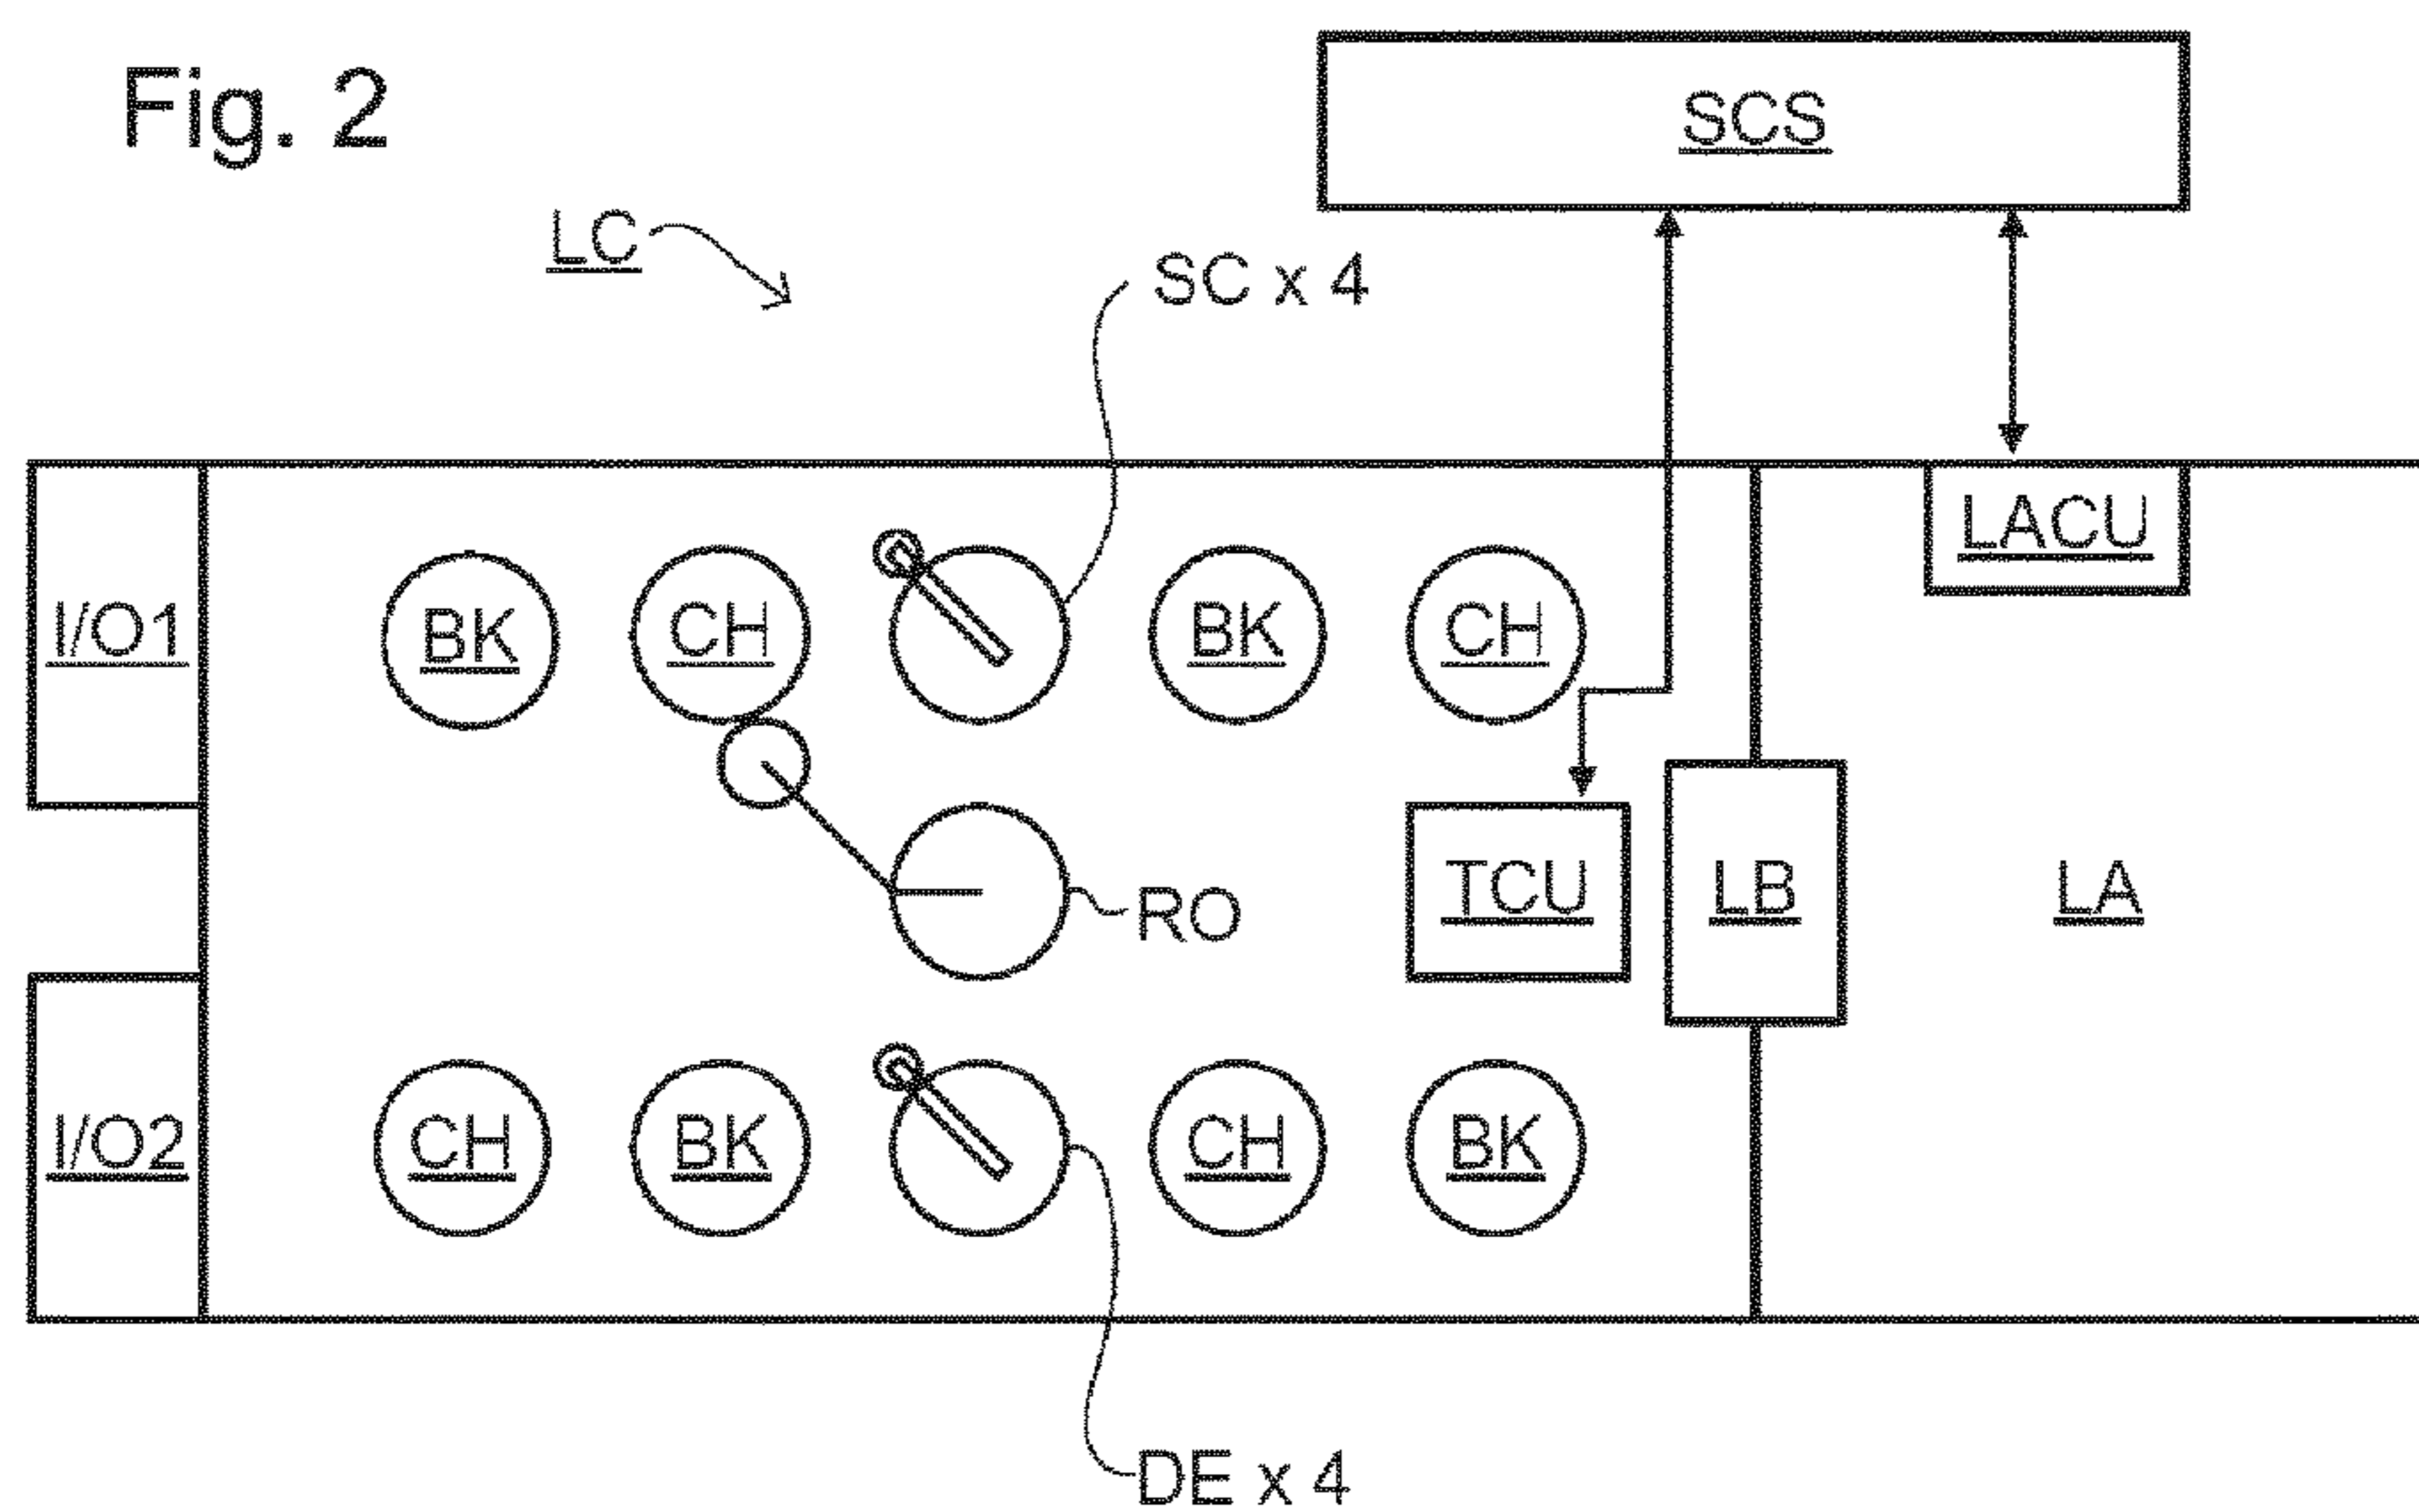 Fig. 2
SCS
LC
SC x 4
LACU
I/O1
BK
CH
BK
CH
RO
TCU
LB
LA
I/O2
CH
BK
CH
BK
DE x 4